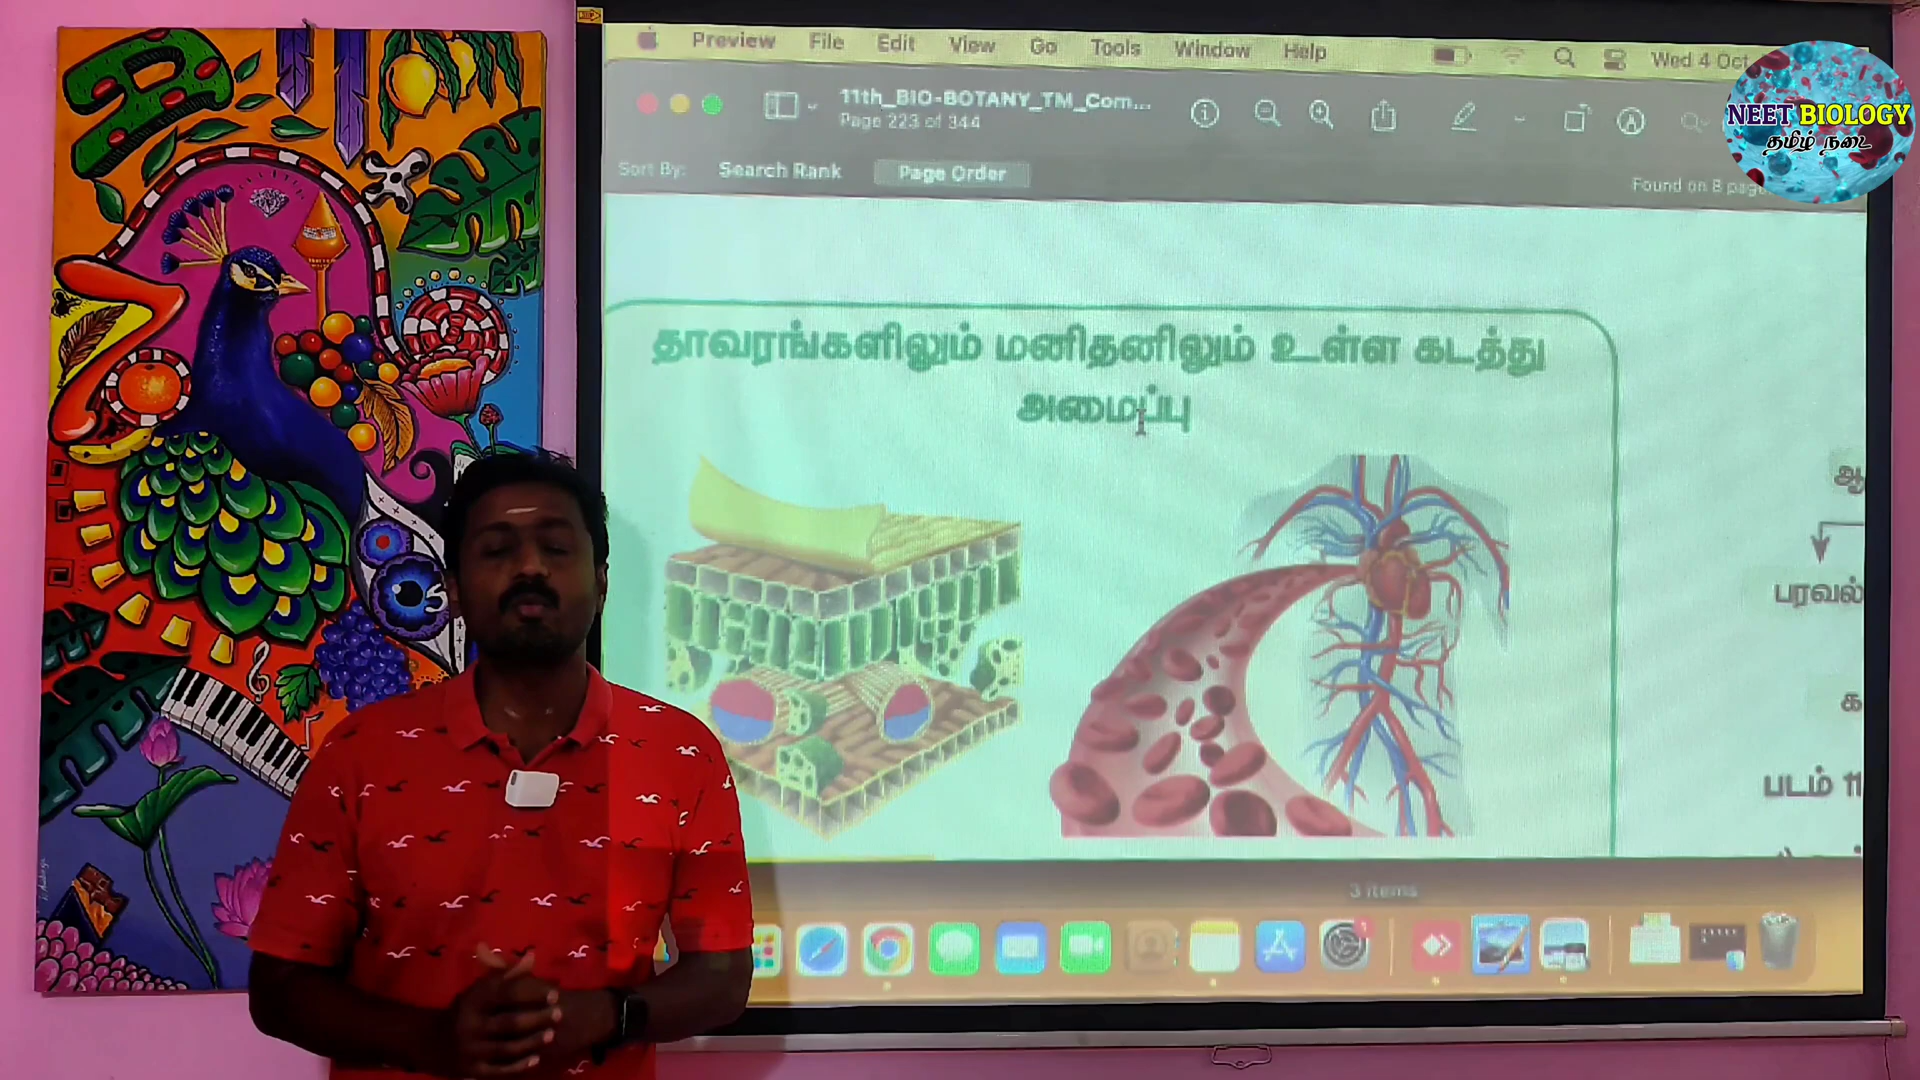 Preview File Edit View Go Tools Window Help
Wed 4 Oct
NEET BIOLOGY
தமிழ் நடை
11th_BIO-BOTANY_TM_Com...
Page 223 of 344
Sort By: Search Rank Page Order
Found on 8
தாவரங்களிலும் மனிதனிலும் உள்ள கடத்து
அமைப்பு
பரவல்
படம் 11
3 items